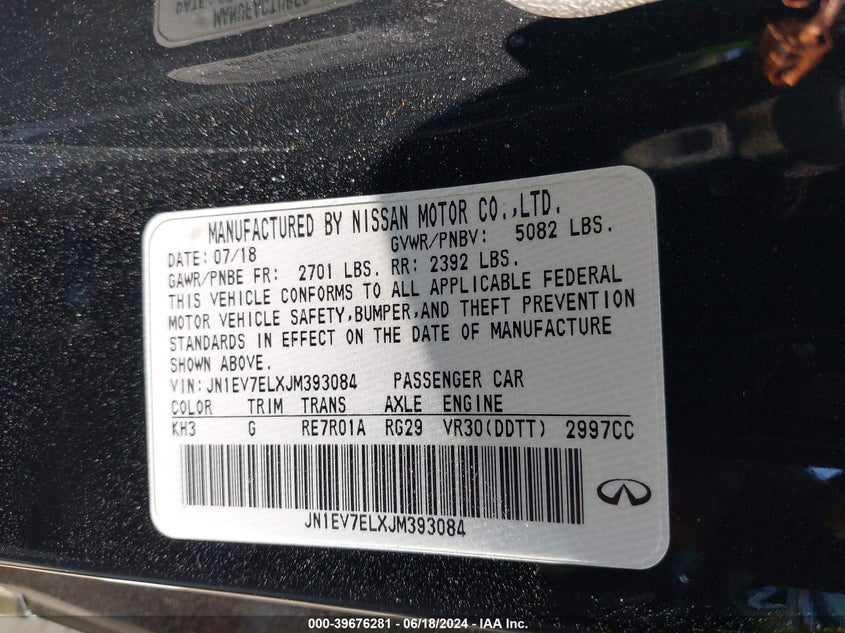 MANUFACTURED BY NISSAN MOTOR CO.,LTD.
DATE: 07/18 GVWR/PNBV: 5082 LBS.
GAWR/PNBE FR: 2701 LBS. RR: 2392 LBS.
THIS VEHICLE CONFORMS TO ALL APPLICABLE FEDERAL
MOTOR VEHICLE SAFETY,BUMPER,AND THEFT PREVENTION
STANDARDS IN EFFECT ON THE DATE OF MANUFACTURE
SHOWN ABOVE.
VIN:JN1EV7ELXJM393084 PASSENGER CAR
COLOR TRIM TRANS AXLE ENGINE
KH3 G RE7R01A RG29 VR30(DDTT) 2997CC
JN1EV7ELXJM393084
000-39676281 - 06/18/2024 - IAA Inc.